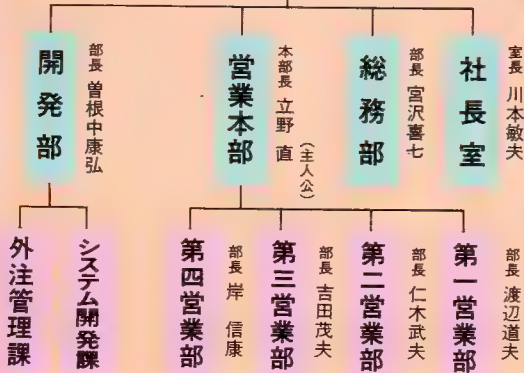 社長室
室長 川本敏夫
総務部
部長 宮沢喜七
営業本部
本部長 立野 直
(主人公)
開発部
部長 曽根中康弘
第一営業部
部長 渡辺道夫
第二営業部
部長 仁木武夫
第三営業部
部長 吉田茂夫
第四営業部
部長 岸 信康
システム開発課
外注管理課